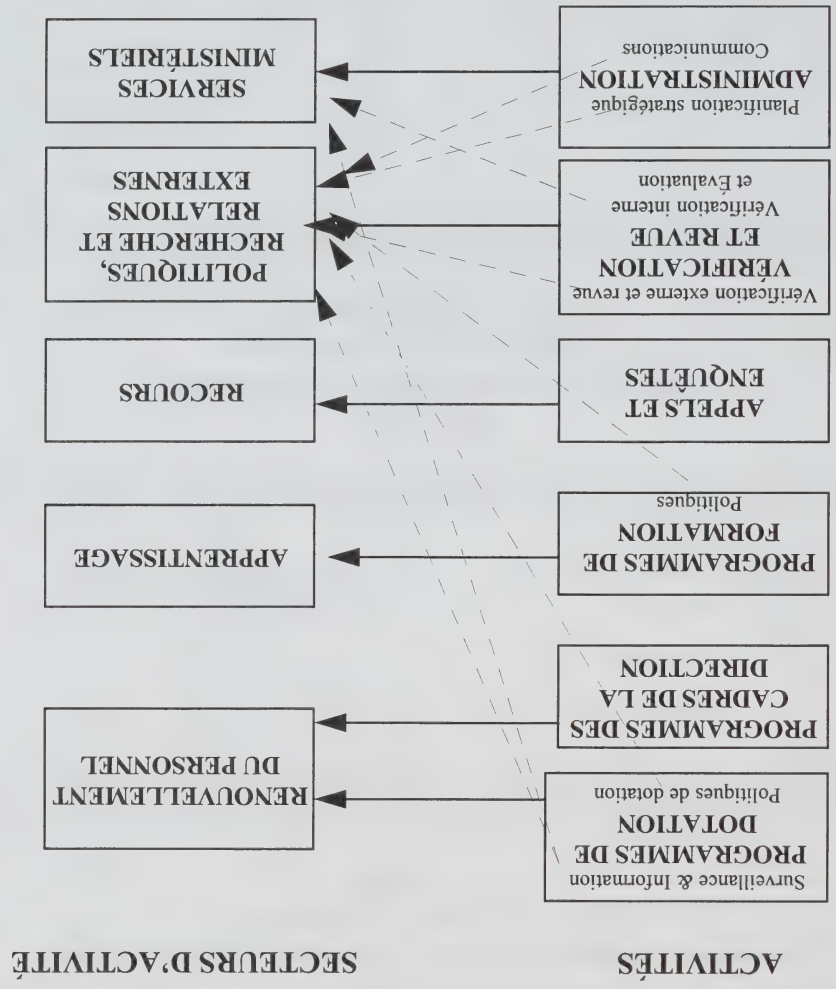 ACTIVITÉS
SECTEURS D'ACTIVITÉ
Surveillance & Information
PROGRAMMES DE
DOTATION
Politiques de dotation
PROGRAMMES DES
CADRES DE LA
DIRECTION
RENOUVELLEMENT
DU PERSONNEL
PROGRAMMES DE
FORMATION
Politiques
APPRENTISSAGE
APPELS ET
ENQUÊTES
RECOURS
Vérification externe et revue
VÉRIFICATION
ET REVUE
Vérification interne
et Évaluation
POLITIQUES,
RECHERCHE ET
RELATIONS
EXTERNES
Planification stratégique
ADMINISTRATION
Communications
SERVICES
MINISTÉRIELS